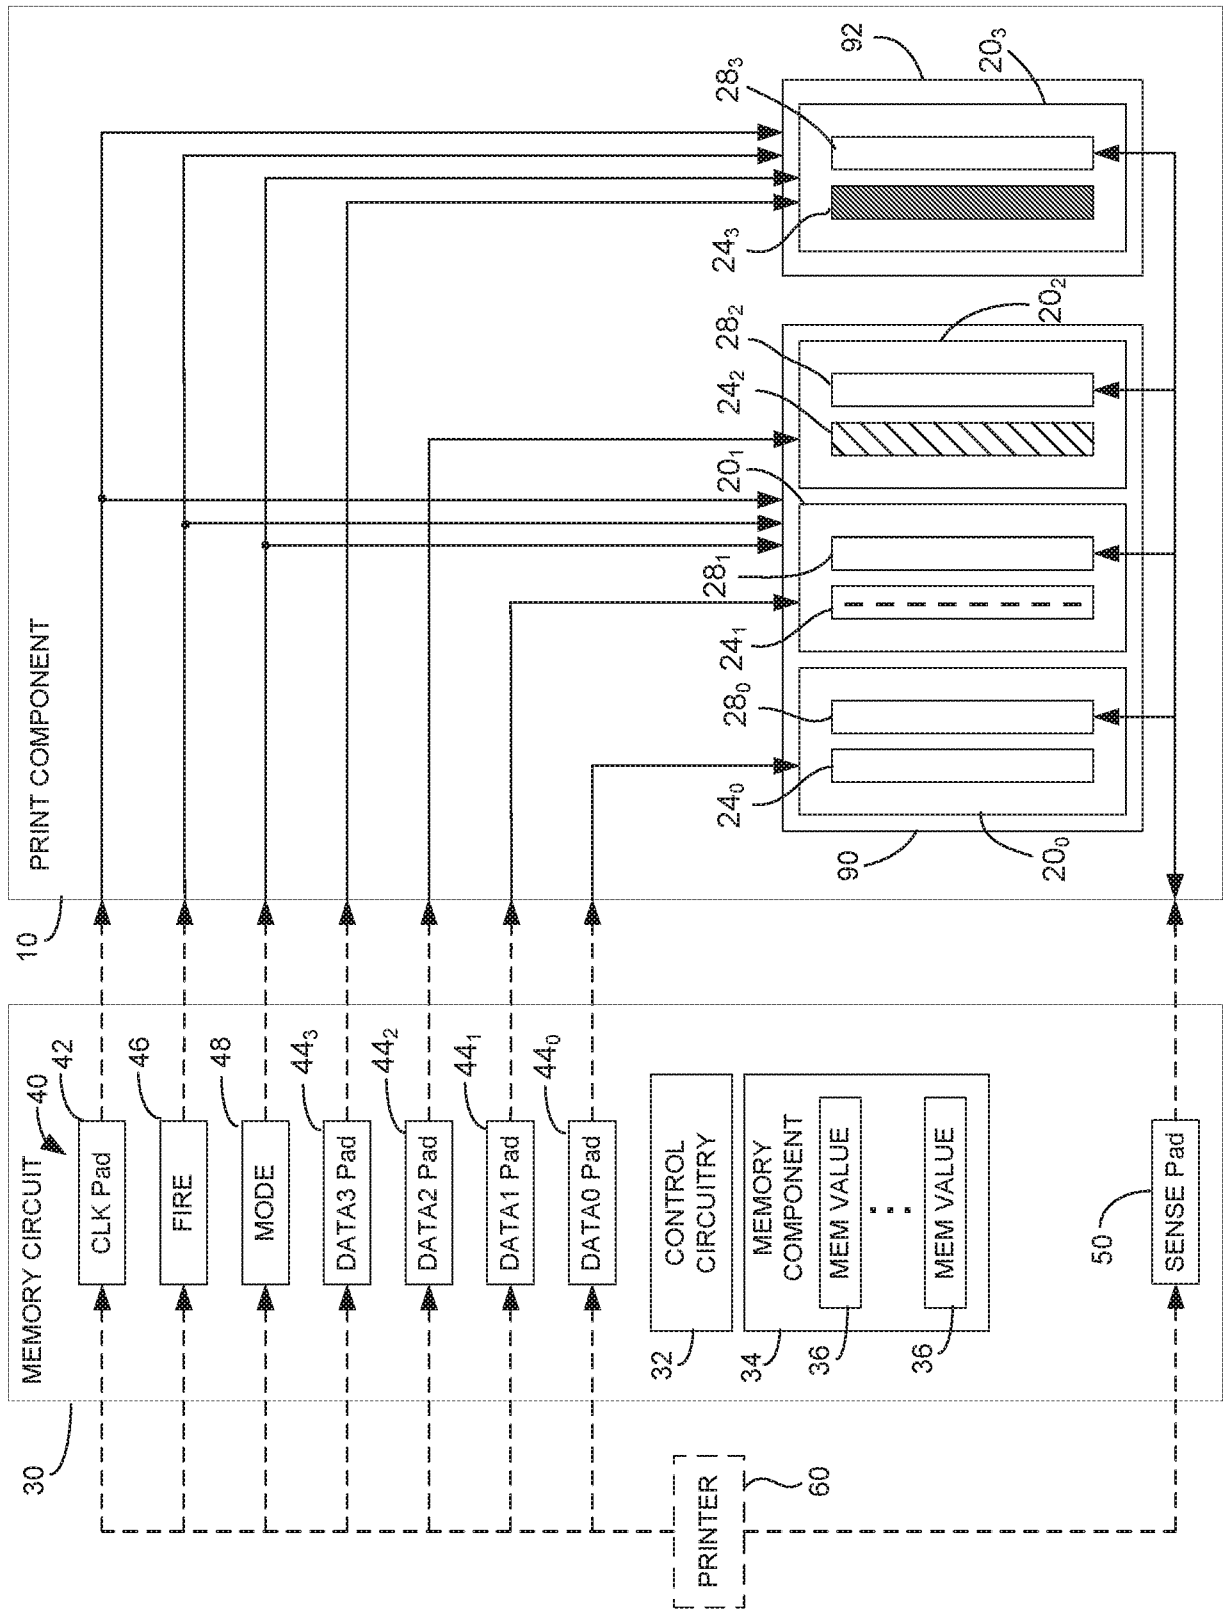 MEMORY CIRCUIT
30
40
CLK Pad
42
FIRE
46
MODE
48
DATA3 Pad
44₃
DATA2 Pad
44₂
DATA1 Pad
44₁
DATA0 Pad
44₀
CONTROL
CIRCUITRY
32
MEMORY
COMPONENT
34
MEM VALUE
36
MEM VALUE
36
SENSE Pad
50
PRINTER
60
PRINT COMPONENT
10
90
20₀
24₀
28₀
24₁
28₁
20₁
24₂
28₂
20₂
24₃
28₃
20₃
92